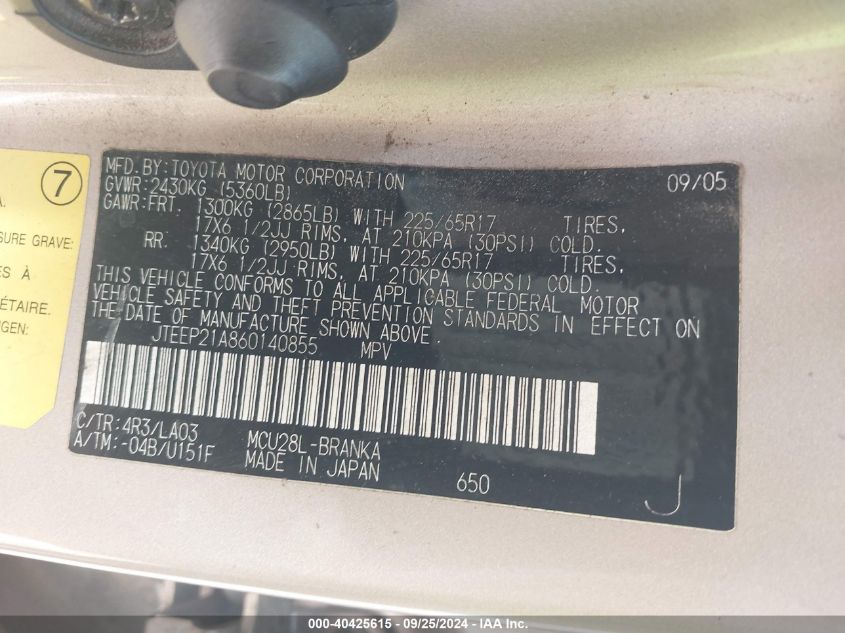 7
A.
SURE GRAVE:
ES À
ÉTAIRE.
NGEN:
MFD.BY:TOYOTA MOTOR CORPORATION 09/05
GVWR:2430KG (5360LB)
GAWR:FRT. 1300KG (2865LB) WITH 225/65R17 TIRES,
17X6 1/2JJ RIMS, AT 210KPA (30PSI) COLD.
RR. 1340KG (2950LB) WITH 225/65R17 TIRES,
17X6 1/2JJ RIMS, AT 210KPA (30PSI) COLD.
THIS VEHICLE CONFORMS TO ALL APPLICABLE FEDERAL MOTOR
VEHICLE SAFETY AND THEFT PREVENTION STANDARDS IN EFFECT ON
THE DATE OF MANUFACTURE SHOWN ABOVE.
JTEEP21A860140855 MPV
C/TR:4R3/LA03 MCU28L-BRANKA
A/TM:-04B/U151F MADE IN JAPAN 650 J
000-40425615 - 09/25/2024 - IAA Inc.